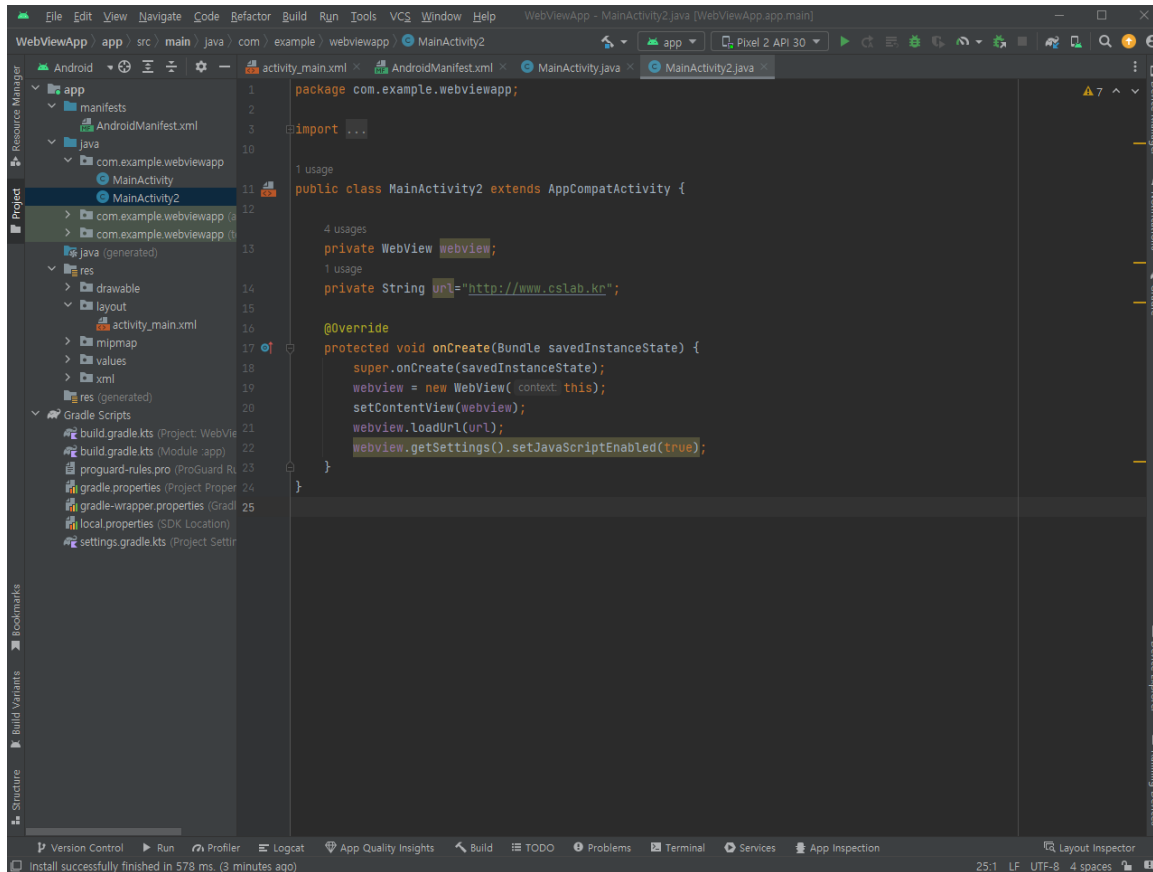 File Edit View Navigate Code Refactor Build Run Tools VCS Window Help WebViewApp - MainActivity2.java [WebViewApp.app.main]
WebViewApp app src main java com example webviewapp MainActivity2 app Pixel 2 API 30
Android activity_main.xml AndroidManifest.xml MainActivity.java MainActivity2.java
Resource Manager
Project
Bookmarks
Build Variants
Structure
app
manifests
AndroidManifest.xml
java
com.example.webviewapp
MainActivity
MainActivity2
com.example.webviewapp (a
com.example.webviewapp (t
java (generated)
res
drawable
layout
activity_main.xml
mipmap
values
xml
res (generated)
Gradle Scripts
build.gradle.kts (Project: WebVie
build.gradle.kts (Module :app)
proguard-rules.pro (ProGuard Ru
gradle.properties (Project Proper
gradle-wrapper.properties (Gradl
local.properties (SDK Location)
settings.gradle.kts (Project Settin
1 package com.example.webviewapp;
2
3 import ...
10
1 usage
11 public class MainActivity2 extends AppCompatActivity {
12
4 usages
13 private WebView webview;
1 usage
14 private String url="http://www.cslab.kr";
15
16 @Override
17 protected void onCreate(Bundle savedInstanceState) {
18 super.onCreate(savedInstanceState);
19 webview = new WebView( context: this);
20 setContentView(webview);
21 webview.loadUrl(url);
22 webview.getSettings().setJavaScriptEnabled(true);
23 }
24 }
25
7
Version Control Run Profiler Logcat App Quality Insights Build TODO Problems Terminal Services App Inspection Layout Inspector
Install successfully finished in 578 ms. (3 minutes ago) 25:1 LF UTF-8 4 spaces